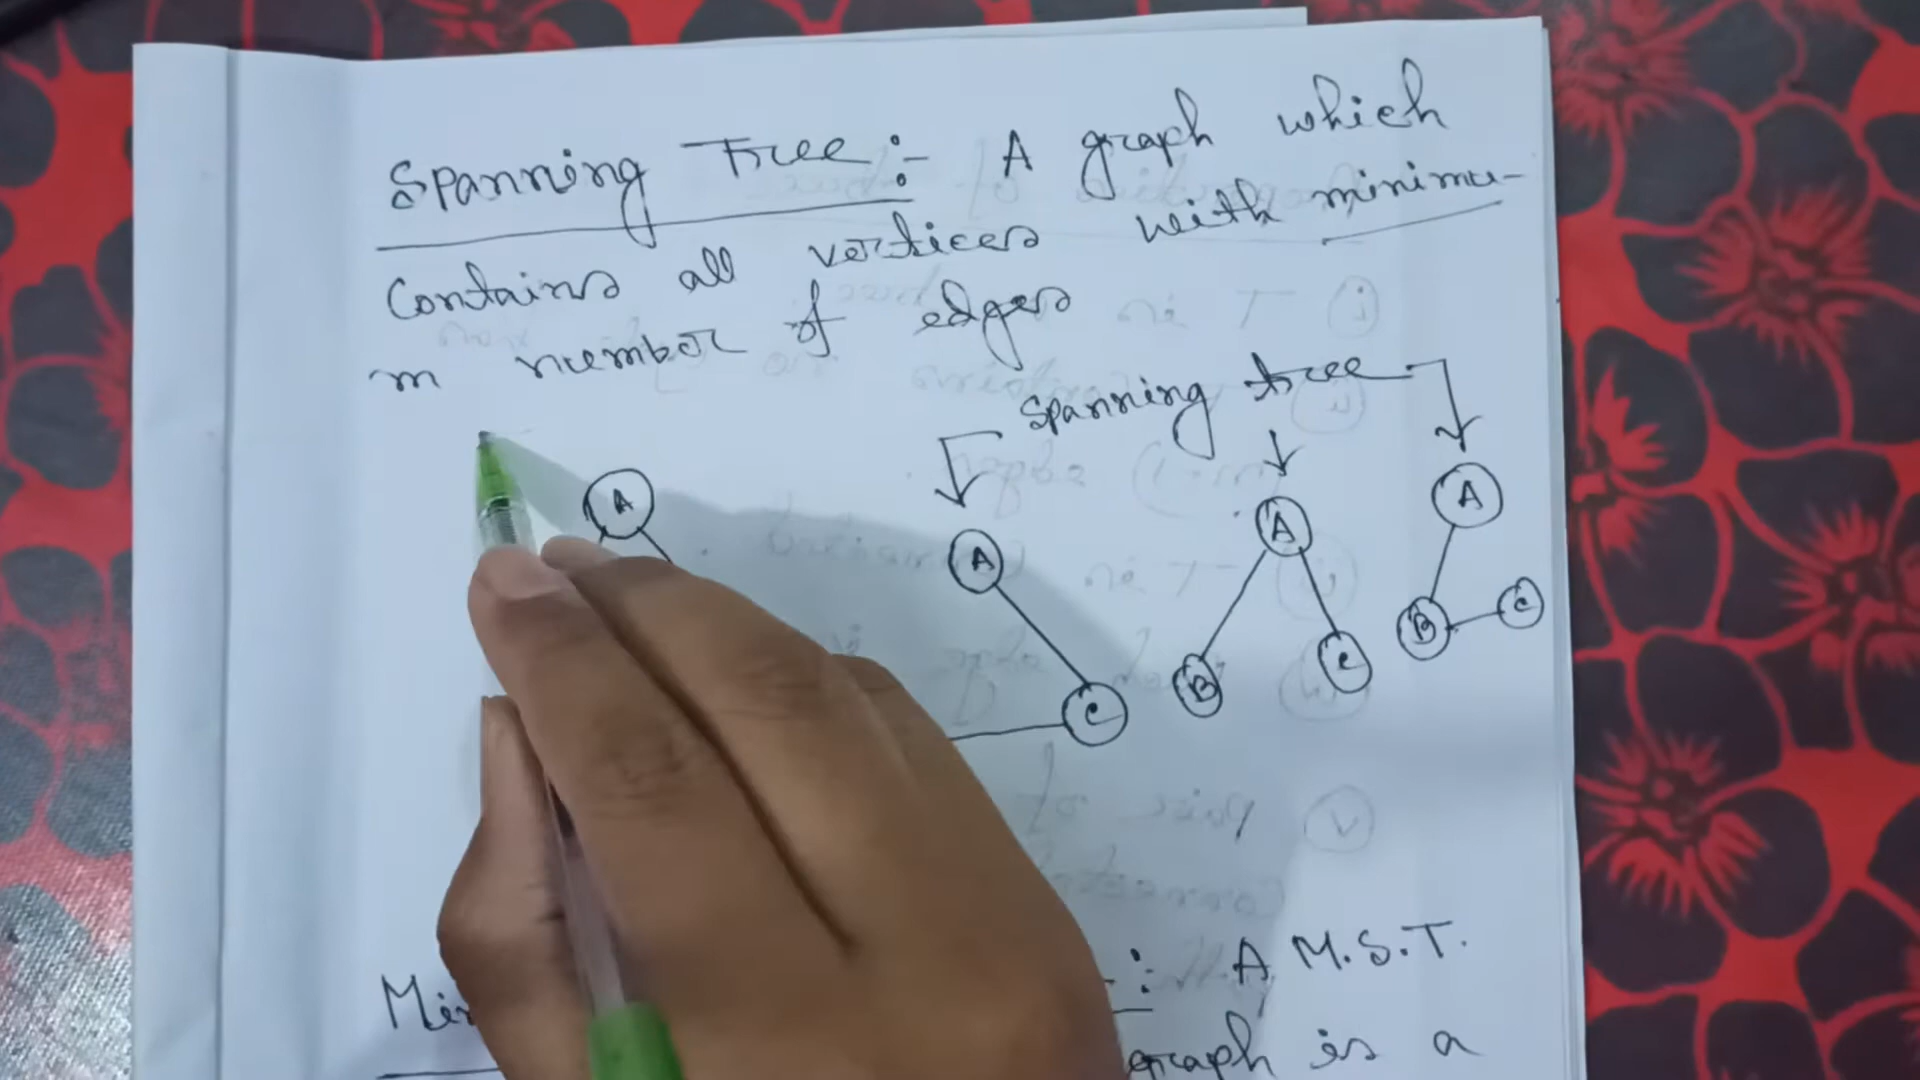 Spanning Tree :- A graph which
Contains all vertices with minimu-
m number of edges
Spanning tree
A
A
C
A
B
C
A
B
C
: A M.S.T.
graph is a